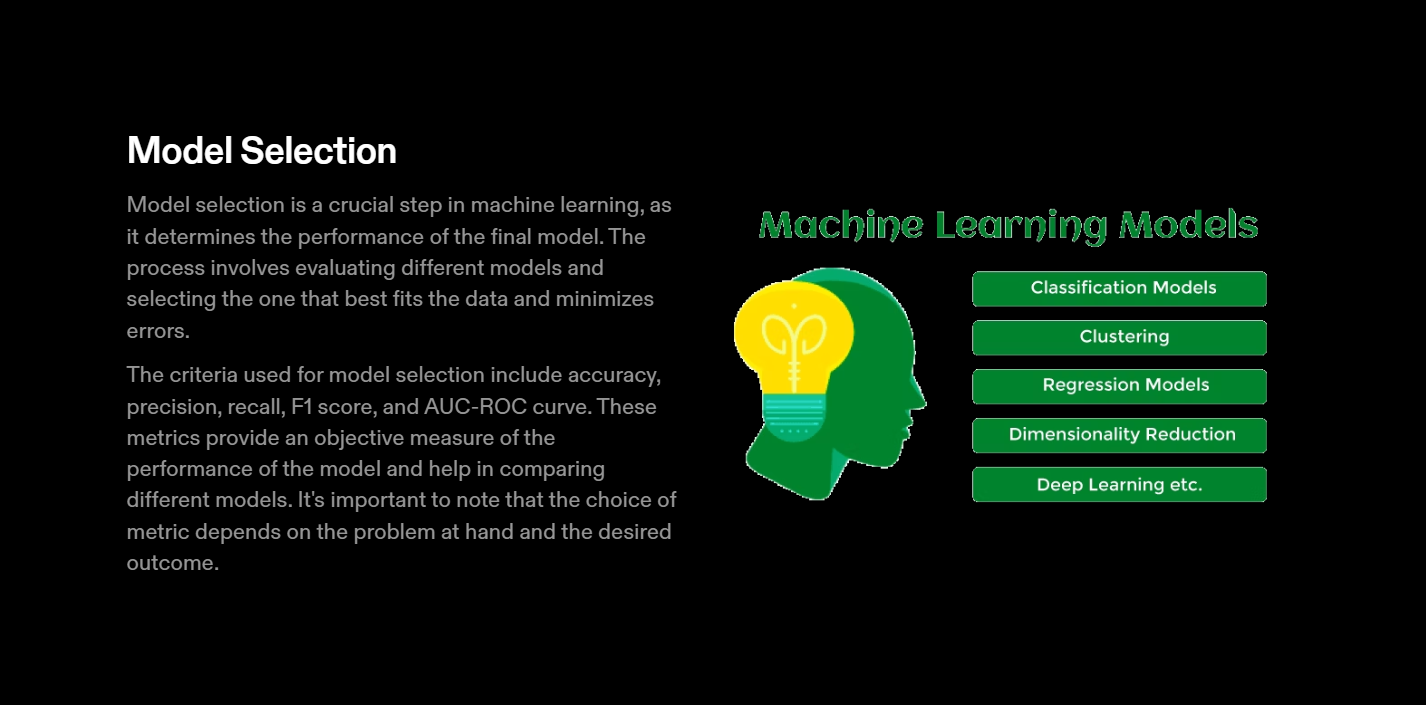 Model Selection
Model selection is a crucial step in machine learning, as
it determines the performance of the final model. The
process involves evaluating different models and
selecting the one that best fits the data and minimizes
errors.
The criteria used for model selection include accuracy,
precision, recall, F1 score, and AUC-ROC curve. These
metrics provide an objective measure of the
performance of the model and help in comparing
different models. It's important to note that the choice of
metric depends on the problem at hand and the desired
outcome.
Machine Learning Models
Classification Models
Clustering
Regression Models
Dimensionality Reduction
Deep Learning etc.